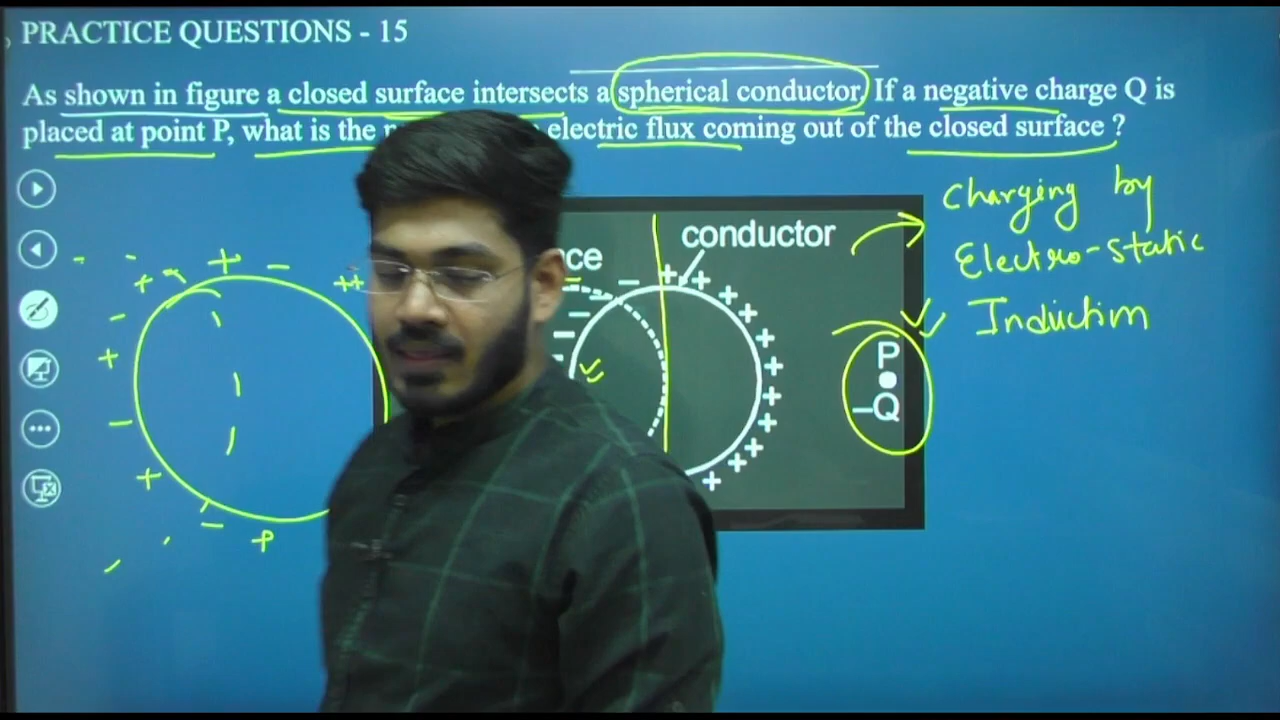 PRACTICE QUESTIONS - 15
As shown in figure a closed surface intersects a spherical conductor. If a negative charge Q is
placed at point P, what is the electric flux coming out of the closed surface ?
conductor
Charging by
Electro-static
Induction
P
–Q